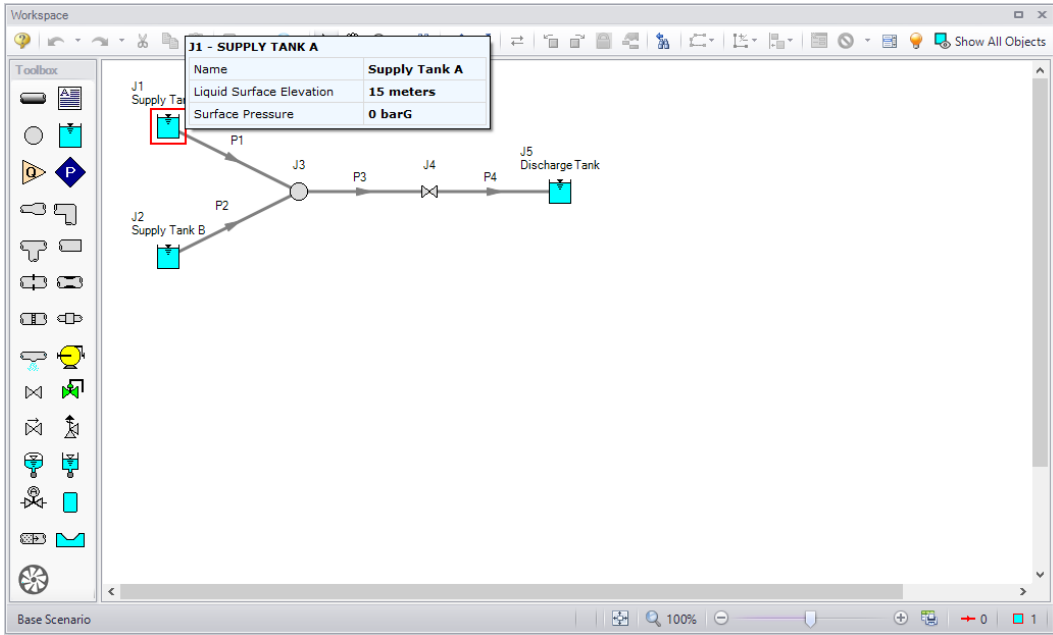 Workspace
Show All Objects
Toolbox
J1 - SUPPLY TANK A
Name Supply Tank A
Liquid Surface Elevation 15 meters
Surface Pressure 0 barG
J1
Supply Ta
P1
J3
P3
J4
P4
J5
Discharge Tank
P2
J2
Supply Tank B
Q
P
A
Base Scenario
100%
0
1